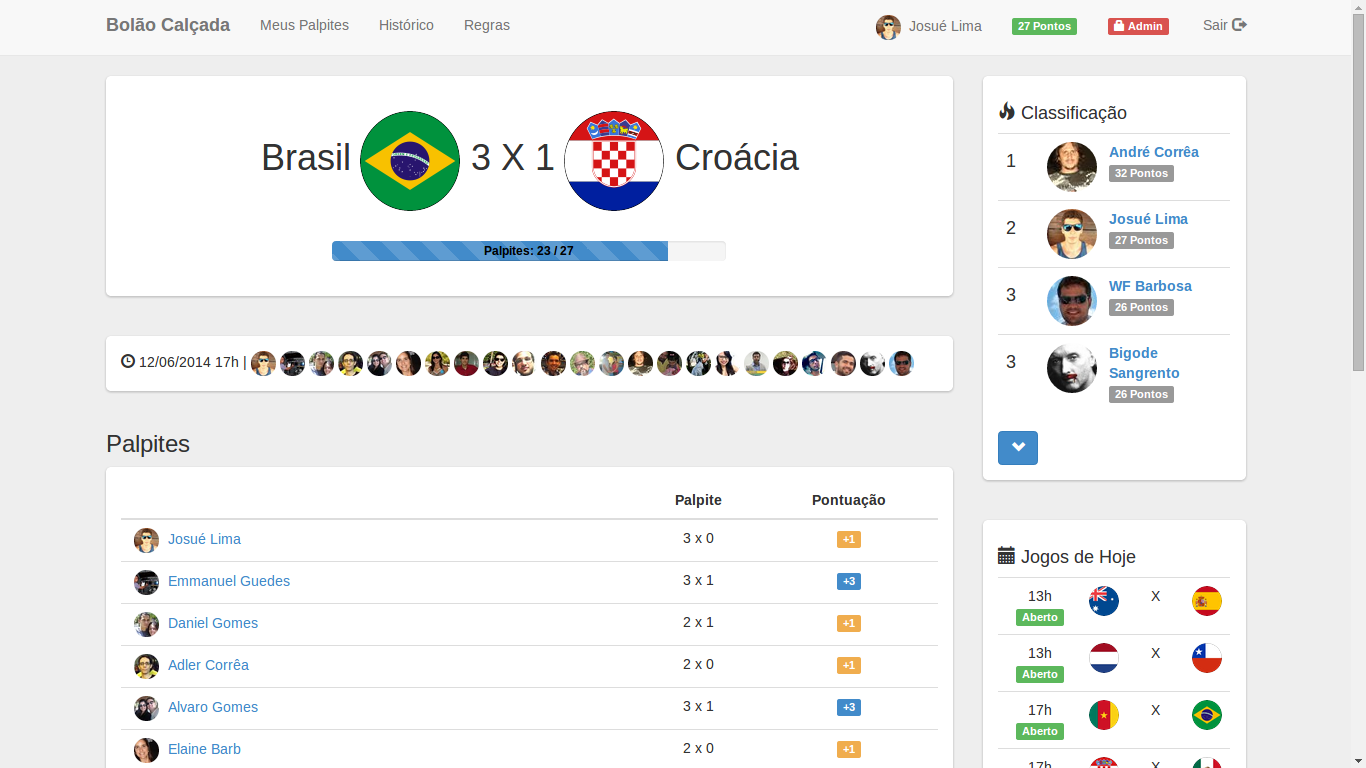 Bolão Calçada Meus Palpites Histórico Regras Josué Lima 27 Pontos Admin Sair
Brasil 3 X 1 Croácia
Palpites: 23 / 27
12/06/2014 17h |
Palpites
Palpite Pontuação
Josué Lima 3 x 0 +1
Emmanuel Guedes 3 x 1 +3
Daniel Gomes 2 x 1 +1
Adler Corrêa 2 x 0 +1
Alvaro Gomes 3 x 1 +3
Elaine Barb 2 x 0 +1
Classificação
1 André Corrêa
32 Pontos
2 Josué Lima
27 Pontos
3 WF Barbosa
26 Pontos
3 Bigode
Sangrento
26 Pontos
Jogos de Hoje
13h X
Aberto
13h X
Aberto
17h X
Aberto
17h X